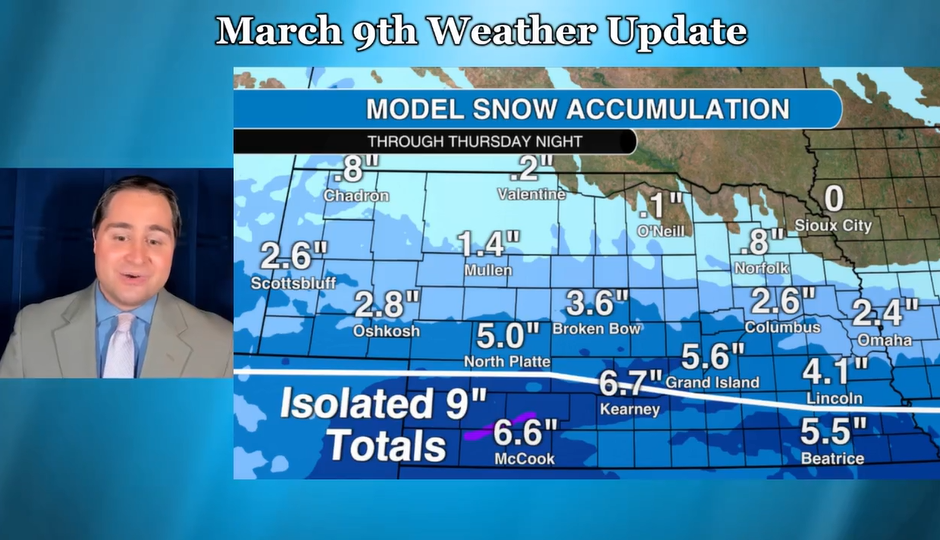 March 9th Weather Update
MODEL SNOW ACCUMULATION
THROUGH THURSDAY NIGHT
.8"
Chadron
.2"
Valentine
.1"
O'Neill
0
Sioux City
2.6"
Scottsbluff
1.4"
Mullen
.8"
Norfolk
2.8"
Oshkosh
5.0"
North Platte
3.6"
Broken Bow
2.6"
Columbus
2.4"
Omaha
5.6"
Grand Island
6.7"
Kearney
4.1"
Lincoln
Isolated 9"
Totals
6.6"
McCook
5.5"
Beatrice